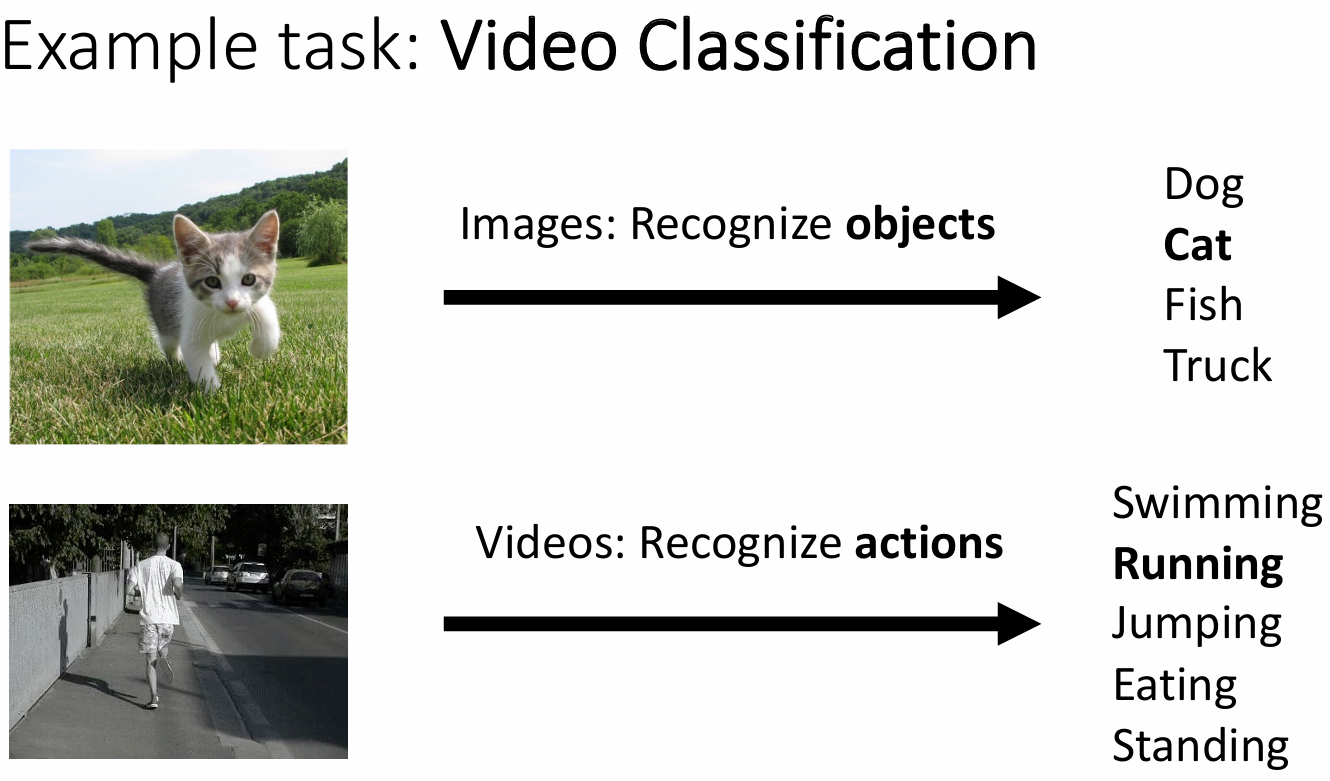 Example task: Video Classification
Images: Recognize objects
Dog
Cat
Fish
Truck
Videos: Recognize actions
Swimming
Running
Jumping
Eating
Standing